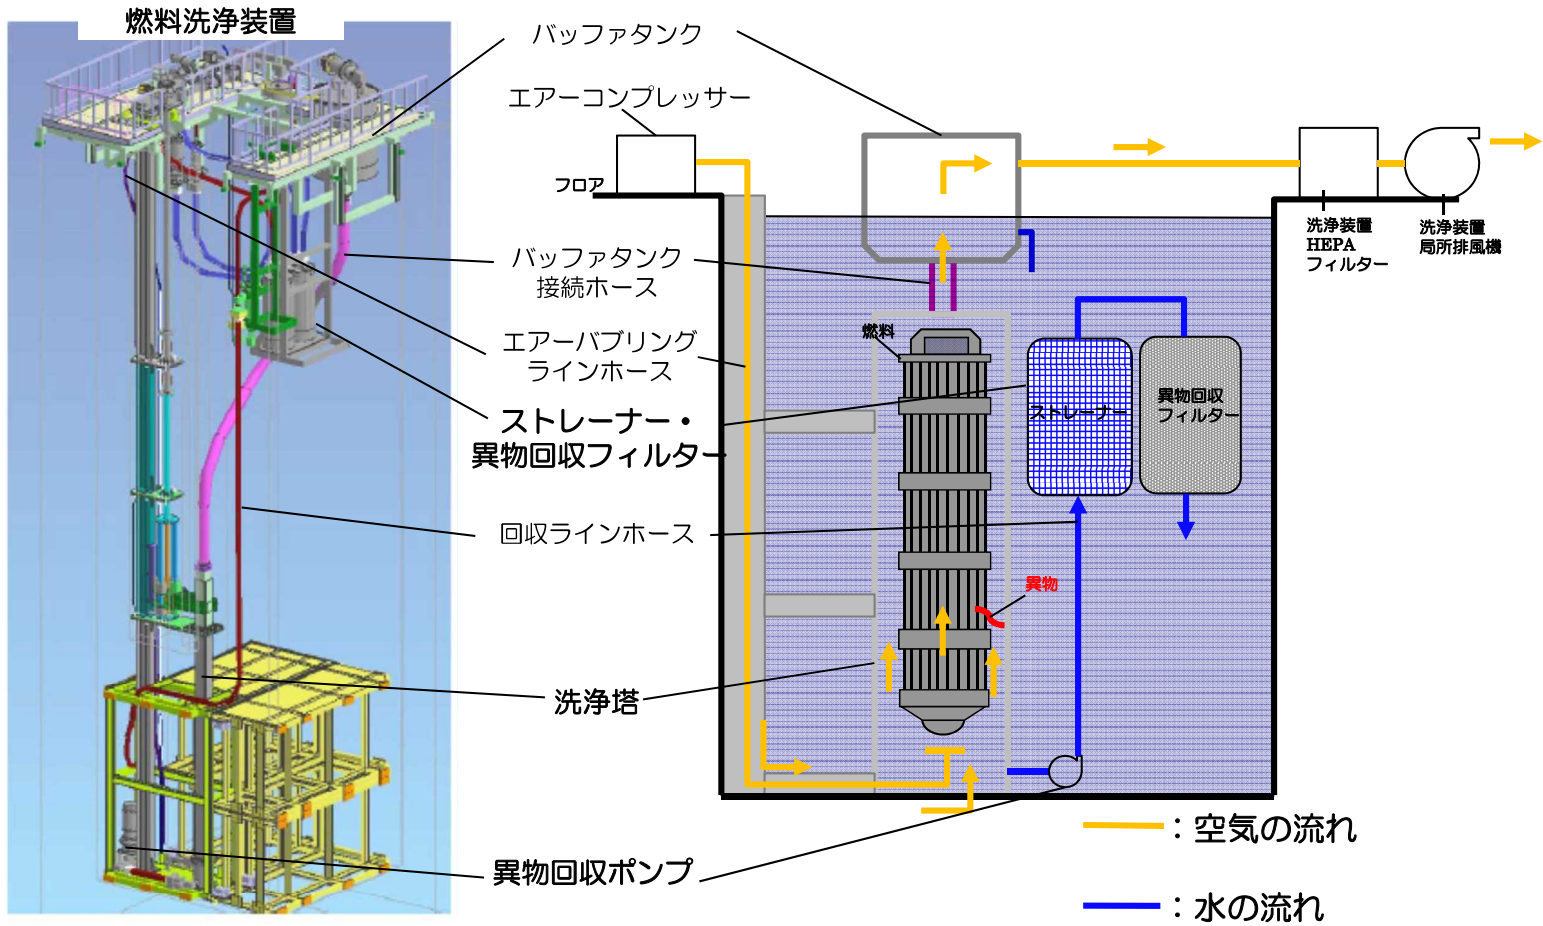 燃料洗浄装置
バッファタンク
エアーコンプレッサー
フロア
洗浄装置
HEPA
フィルター
洗浄装置
局所排風機
バッファタンク
接続ホース
燃料
エアーバブリング
ラインホース
ストレーナー・
異物回収フィルター
ストレーナー
異物回収
フィルター
回収ラインホース
異物
洗浄塔
異物回収ポンプ
：空気の流れ
：水の流れ